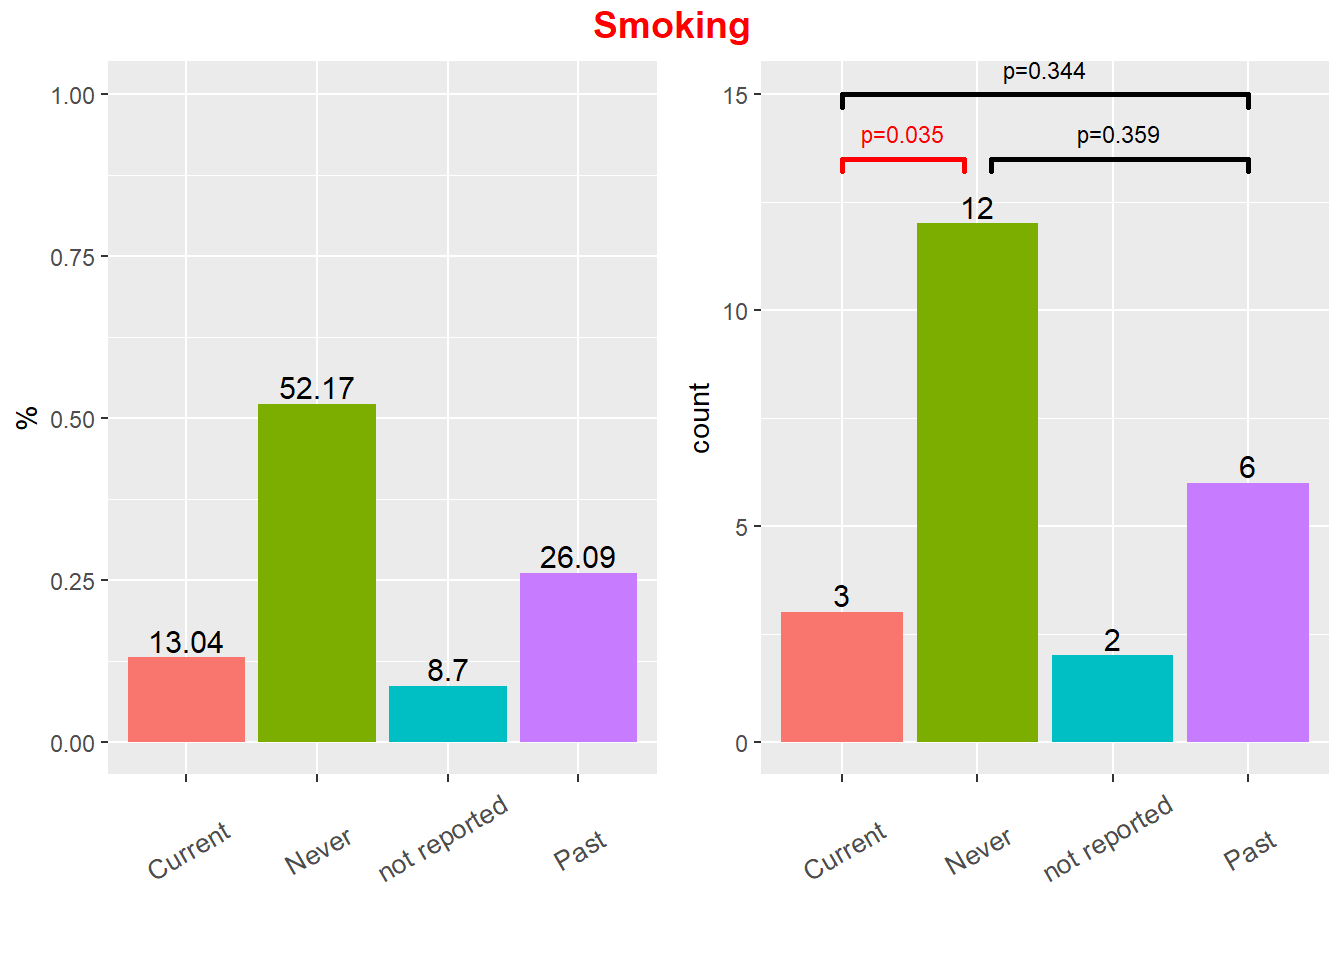 Smoking
%
1.00
0.75
0.50
0.25
0.00
13.04
52.17
8.7
26.09
Current
Never
not reported
Past
count
15
10
5
0
p=0.344
p=0.035
p=0.359
3
12
2
6
Current
Never
not reported
Past